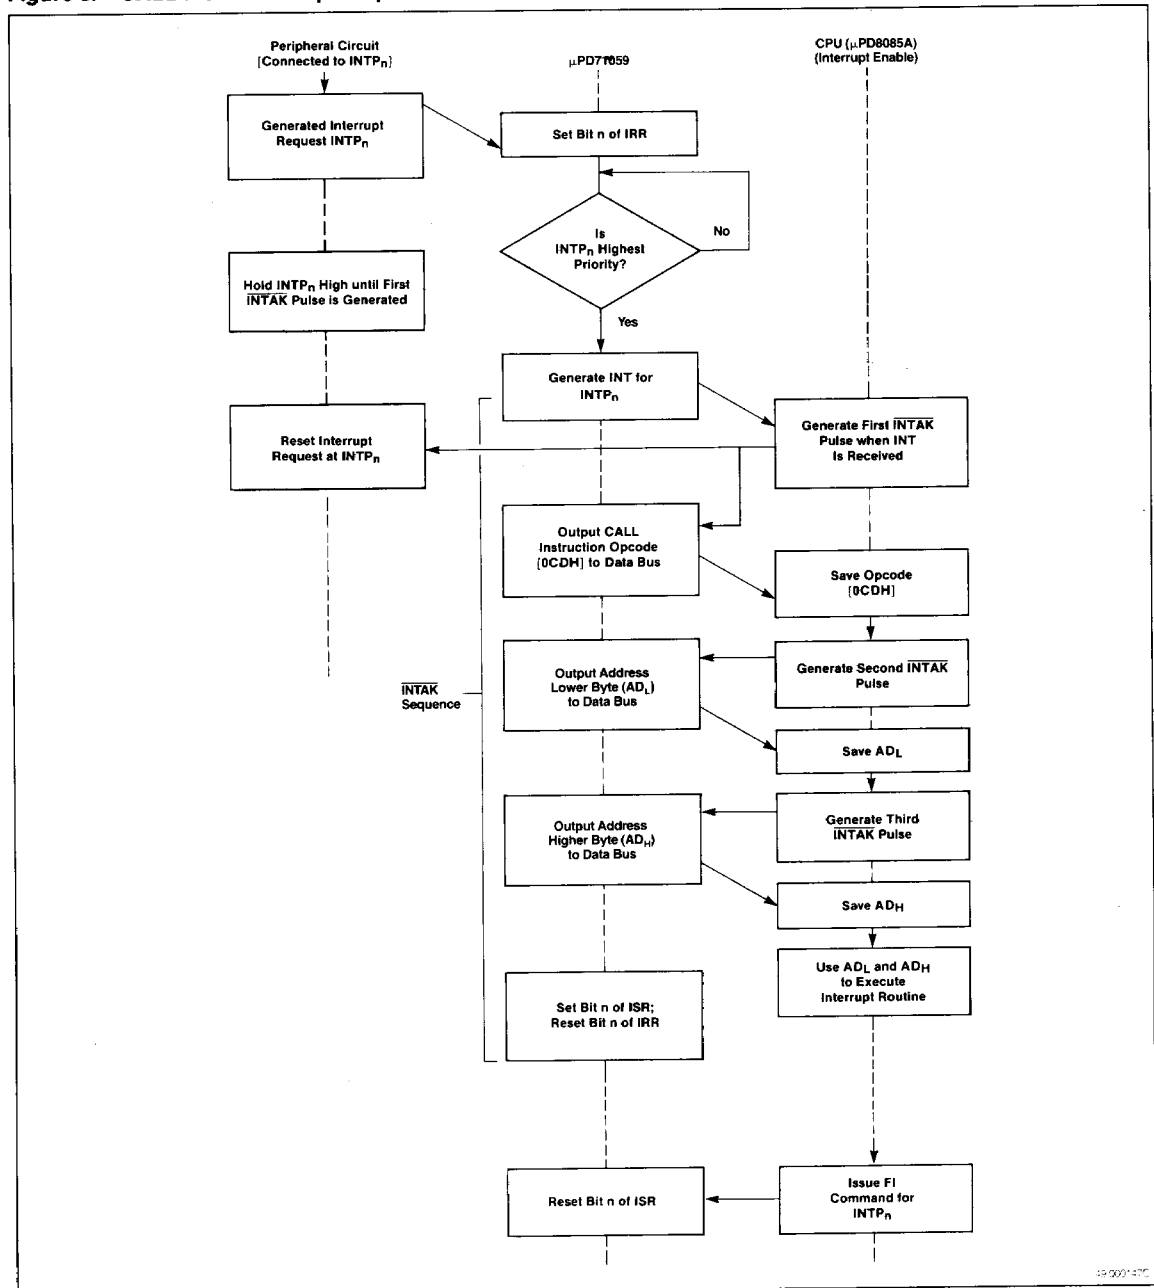 Peripheral Circuit
[Connected to INTPn]
μPD71059
CPU (μPD8085A)
(Interrupt Enable)
Generated Interrupt
Request INTPn
Set Bit n of IRR
Is
INTPn Highest
Priority?
No
Yes
Hold INTPn High until First
INTAK Pulse is Generated
Generate INT for
INTPn
Reset Interrupt
Request at INTPn
Generate First INTAK
Pulse when INT
Is Received
Output CALL
Instruction Opcode
[0CDH] to Data Bus
Save Opcode
[0CDH]
INTAK
Sequence
Output Address
Lower Byte (ADL)
to Data Bus
Generate Second INTAK
Pulse
Save ADL
Output Address
Higher Byte (ADH)
to Data Bus
Generate Third
INTAK Pulse
Save ADH
Use ADL and ADH
to Execute
Interrupt Routine
Set Bit n of ISR;
Reset Bit n of IRR
Reset Bit n of ISR
Issue FI
Command for
INTPn